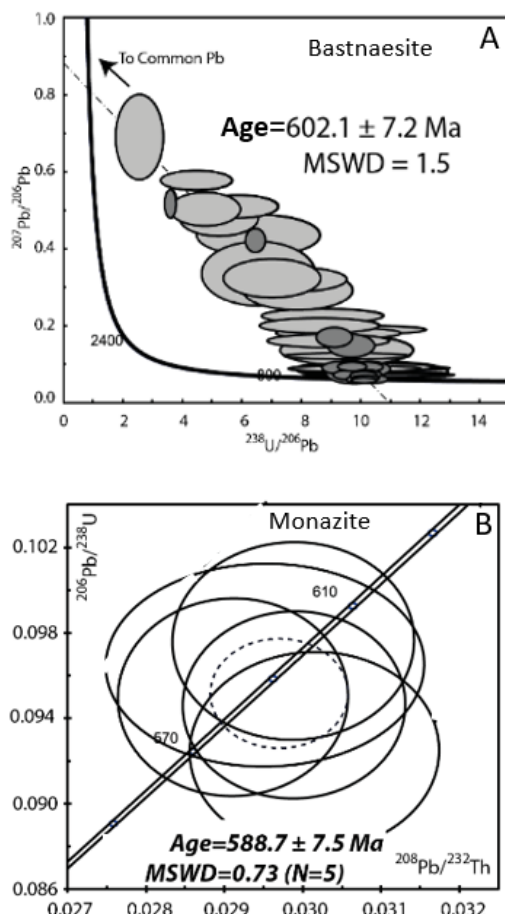 1.0
A
Bastnaesite
To Common Pb
0.8
Age=602.1 ± 7.2 Ma
MSWD = 1.5
0.6
207Pb/206Pb
0.4
0.2
2400
800
0.0
0 2 4 6 8 10 12 14
238U/206Pb
Monazite
B
206Pb/238U
0.102
610
0.098
0.094
570
0.090
Age=588.7 ± 7.5 Ma
208Pb/232Th
MSWD=0.73 (N=5)
0.086
0.027 0.028 0.029 0.030 0.031 0.032